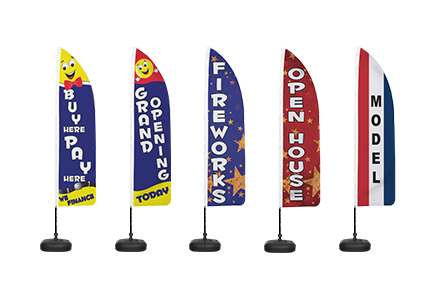 BUY
HERE
PAY
HERE
WE FINANCE
GRAND
OPENING
TODAY
FIREWORKS
OPEN HOUSE
MODEL